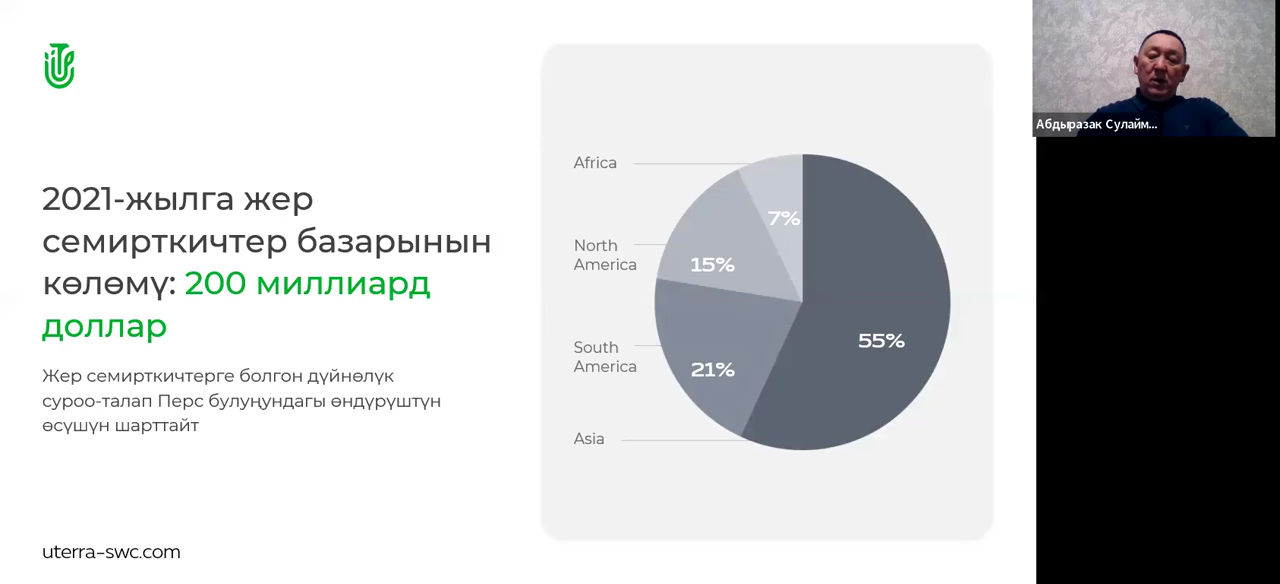 2021-жылга жер
семирткичтер базарынын
көлөмү: 200 миллиард
доллар
Жер семирткичтерге болгон дүйнөлүк
суроо-талап Перс булуңундагы өндүрүштүн
өсүшүн шарттайт
uterra-swc.com
Africa
7%
North
America
15%
South
America
21%
55%
Asia
Абдыразак Сулайм...